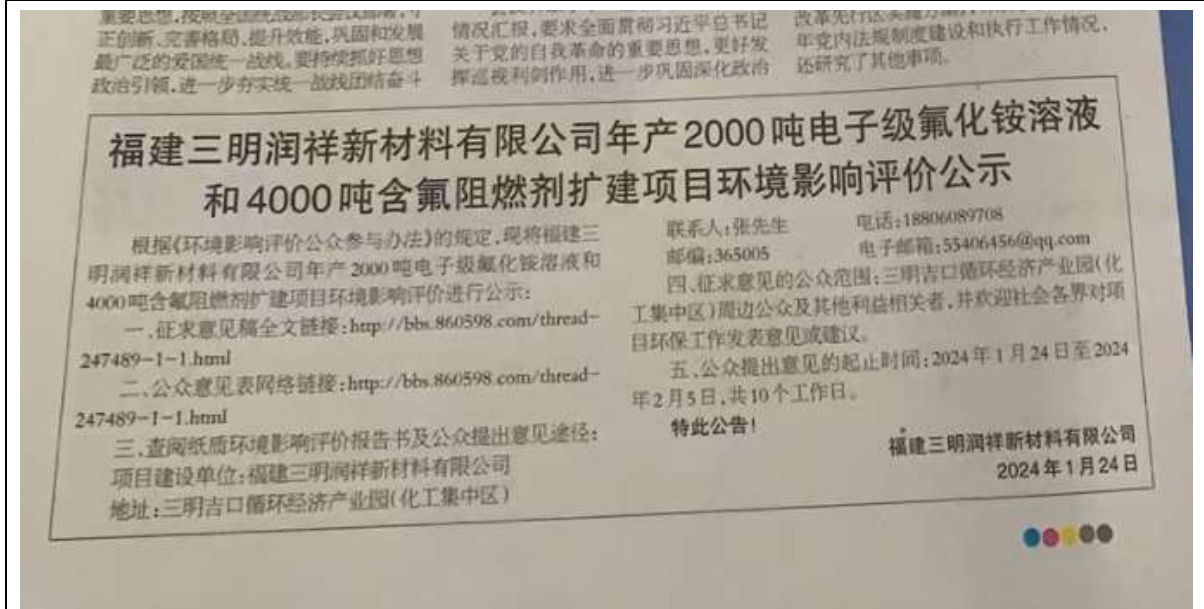 重要思想,按照全国统战部长会议部署,守
正创新、完善格局、提升效能,巩固和发展
最广泛的爱国统一战线。要持续抓好思想
政治引领,进一步夯实统一战线团结奋斗
情况汇报,要求全面贯彻习近平总书记
关于党的自我革命的重要思想,更好发
挥巡视利剑作用,进一步巩固深化政治
年党内法规制度建设和执行工作情况,
还研究了其他事项。
福建三明润祥新材料有限公司年产2000吨电子级氟化铵溶液
和4000吨含氟阻燃剂扩建项目环境影响评价公示
根据《环境影响评价公众参与办法》的规定,现将福建三
明润祥新材料有限公司年产2000吨电子级氟化铵溶液和
4000吨含氟阻燃剂扩建项目环境影响评价进行公示:
一、征求意见稿全文链接:http://bbs.860598.com/thread-
247489-1-1.html
二、公众意见表网络链接:http://bbs.860598.com/thread-
247489-1-1.html
三、查阅纸质环境影响评价报告书及公众提出意见途径:
项目建设单位:福建三明润祥新材料有限公司
地址:三明吉口循环经济产业园(化工集中区)
联系人:张先生 电话:18806089708
邮编:365005 电子邮箱:55406456@qq.com
四、征求意见的公众范围:三明吉口循环经济产业园(化
工集中区)周边公众及其他利益相关者,并欢迎社会各界对项
目环保工作发表意见或建议。
五、公众提出意见的起止时间:2024年1月24日至2024
年2月5日,共10个工作日。
特此公告!
福建三明润祥新材料有限公司
2024年1月24日